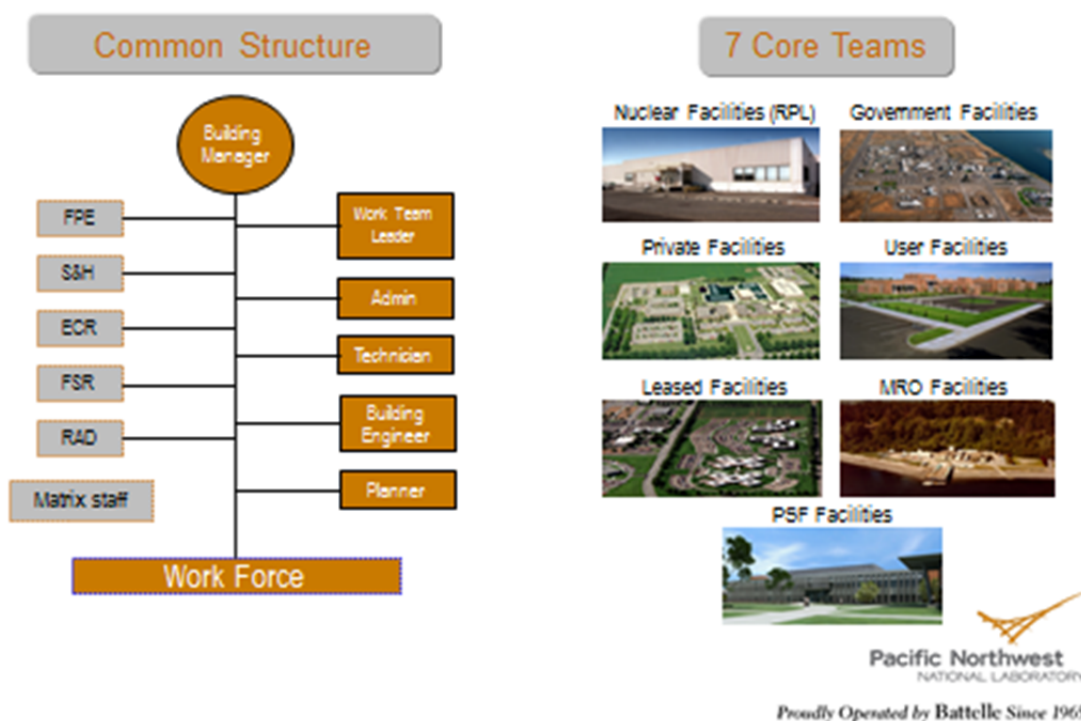 Common Structure
7 Core Teams
Building
Manager
FPE
S&H
ECR
FSR
RAD
Matrix staff
Work Team
Leader
Admin
Technician
Building
Engineer
Planner
Work Force
Nuclear Facilities (RPL)
Government Facilities
Private Facilities
User Facilities
Leased Facilities
MRO Facilities
PSF Facilities
Pacific Northwest
NATIONAL LABORATORY
Proudly Operated by Battelle Since 1965